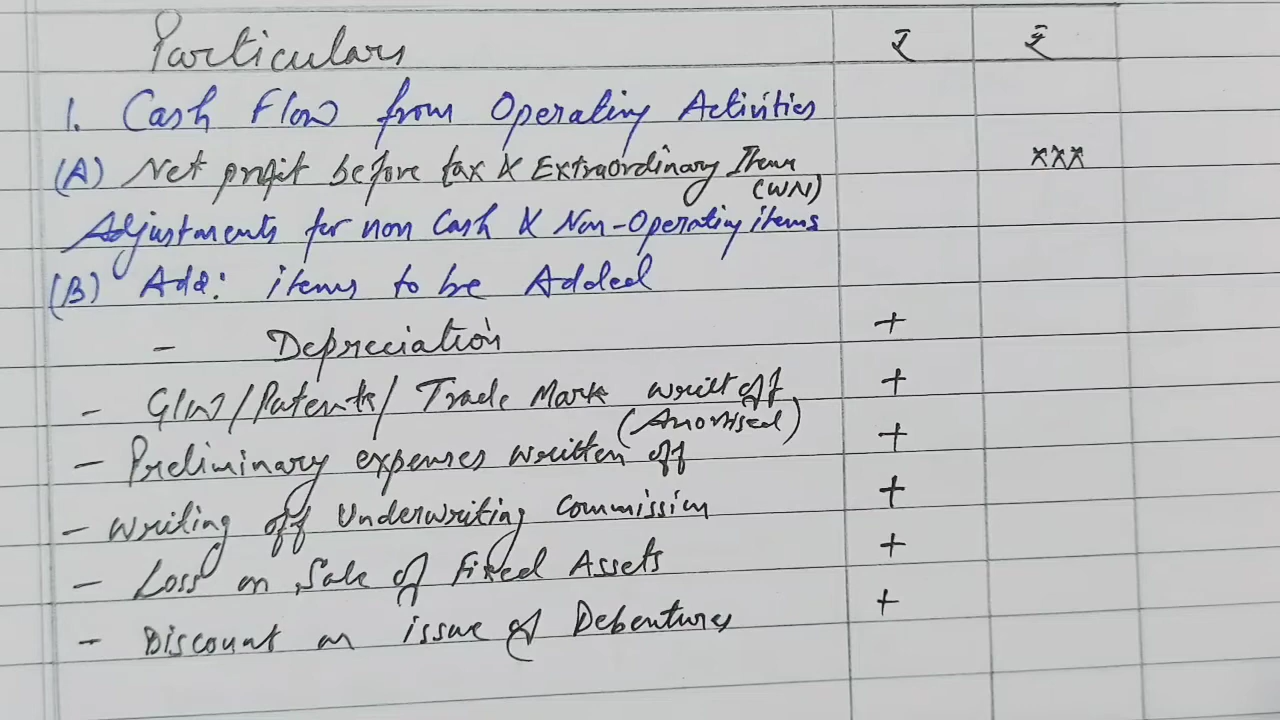 Particulars ₹ ₹
1. Cash Flow from Operating Activities
(A) Net profit before tax & Extraordinary Items xxx
(WN)
Adjustments for non Cash & Non-Operating items
(B) Add: items to be Added
- Depreciation +
- G/W/Patents/Trade Mark writt off +
(Amortised)
- Preliminary expenses written off +
- Writing off Underwriting Commission +
- Loss on Sale of Fixed Assets +
- Discount on issue of Debentures +